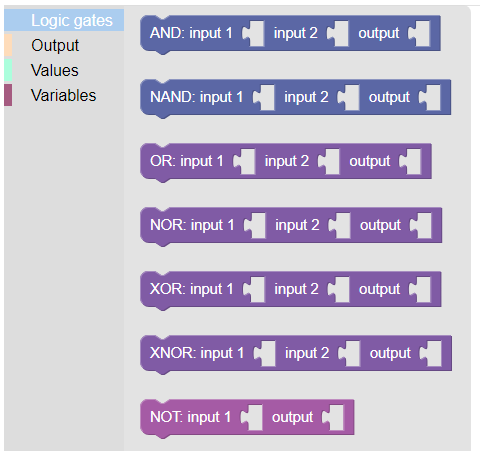 Logic gates
Output
Values
Variables
AND: input 1 input 2 output
NAND: input 1 input 2 output
OR: input 1 input 2 output
NOR: input 1 input 2 output
XOR: input 1 input 2 output
XNOR: input 1 input 2 output
NOT: input 1 output